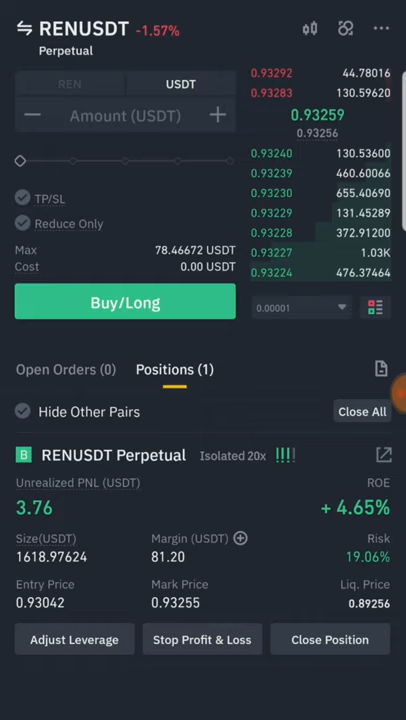 RENUSDT -1.57%
Perpetual
REN USDT
Amount (USDT)
TP/SL
Reduce Only
Max 78.46672 USDT
Cost 0.00 USDT
Buy/Long
0.93292 44.78016
0.93283 130.59620
0.93259
0.93256
0.93240 130.53600
0.93239 460.60066
0.93230 655.40690
0.93229 131.45289
0.93228 372.91200
0.93227 1.03K
0.93224 476.37464
0.00001
Open Orders (0) Positions (1)
Hide Other Pairs Close All
B RENUSDT Perpetual Isolated 20x
Unrealized PNL (USDT) ROE
3.76 + 4.65%
Size(USDT) Margin (USDT) Risk
1618.97624 81.20 19.06%
Entry Price Mark Price Liq. Price
0.93042 0.93255 0.89256
Adjust Leverage Stop Profit & Loss Close Position